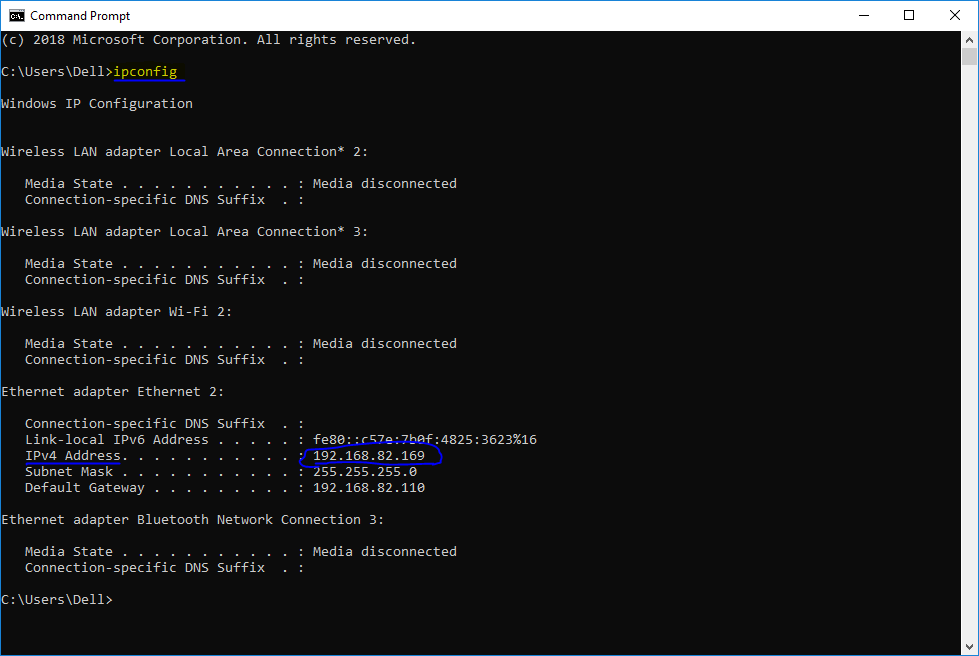 Command Prompt
(c) 2018 Microsoft Corporation. All rights reserved.
C:\Users\Dell>ipconfig
Windows IP Configuration
Wireless LAN adapter Local Area Connection* 2:
Media State . . . . . . . . . . . : Media disconnected
Connection-specific DNS Suffix  . :
Wireless LAN adapter Local Area Connection* 3:
Media State . . . . . . . . . . . : Media disconnected
Connection-specific DNS Suffix  . :
Wireless LAN adapter Wi-Fi 2:
Media State . . . . . . . . . . . : Media disconnected
Connection-specific DNS Suffix  . :
Ethernet adapter Ethernet 2:
Connection-specific DNS Suffix  . :
Link-local IPv6 Address . . . . . : fe80::c57e:7b0f:4825:3623%16
IPv4 Address. . . . . . . . . . . : 192.168.82.169
Subnet Mask . . . . . . . . . . . : 255.255.255.0
Default Gateway . . . . . . . . . : 192.168.82.110
Ethernet adapter Bluetooth Network Connection 3:
Media State . . . . . . . . . . . : Media disconnected
Connection-specific DNS Suffix  . :
C:\Users\Dell>